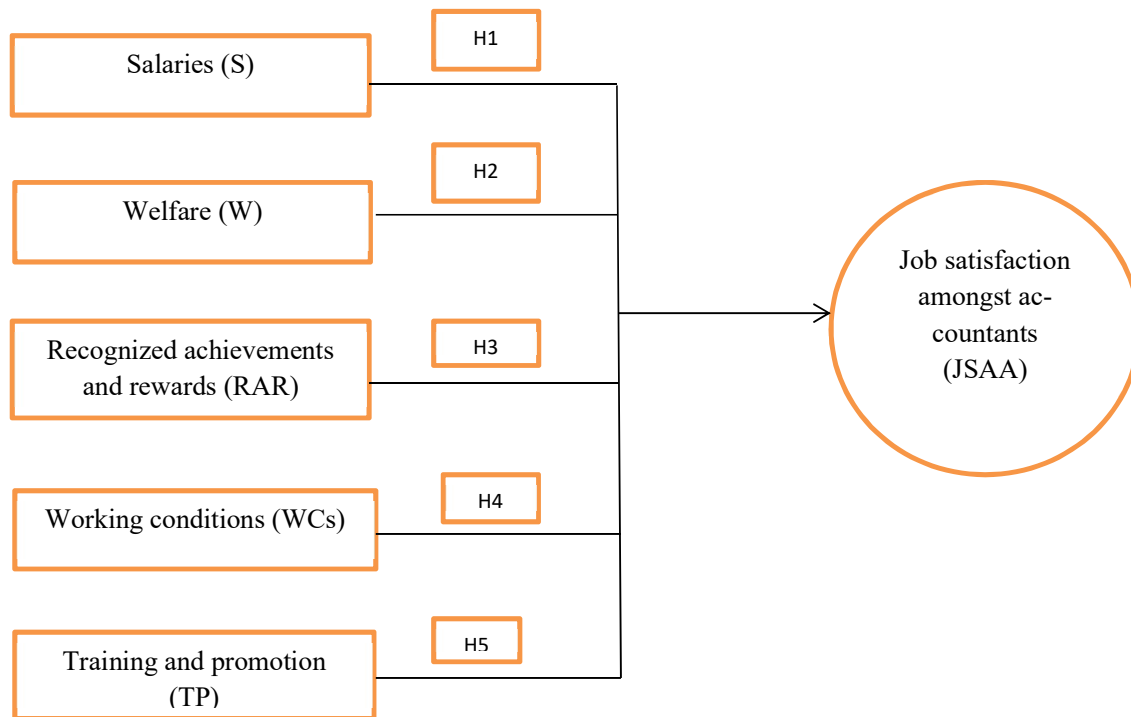 H1
Salaries (S)
H2
Welfare (W)
Job satisfaction
amongst ac-
countants
(JSAA)
H3
Recognized achievements
and rewards (RAR)
H4
Working conditions (WCs)
H5
Training and promotion
(TP)